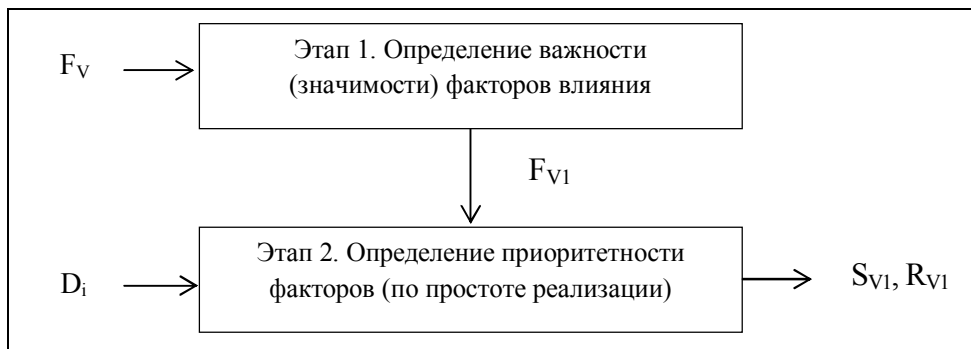 Этап 1. Определение важности
(значимости) факторов влияния
F_V
F_V1
Этап 2. Определение приоритетности
факторов (по простоте реализации)
D_i
S_V1, R_V1